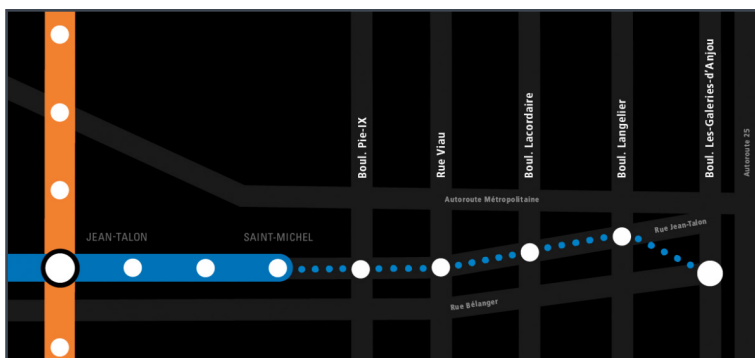 JEAN-TALON
SAINT-MICHEL
Boul. Pie-IX
Rue Viau
Boul. Lacordaire
Boul. Langelier
Boul. Les-Galeries-d'Anjou
Autoroute 25
Autoroute Métropolitaine
Rue Jean-Talon
Rue Bélanger